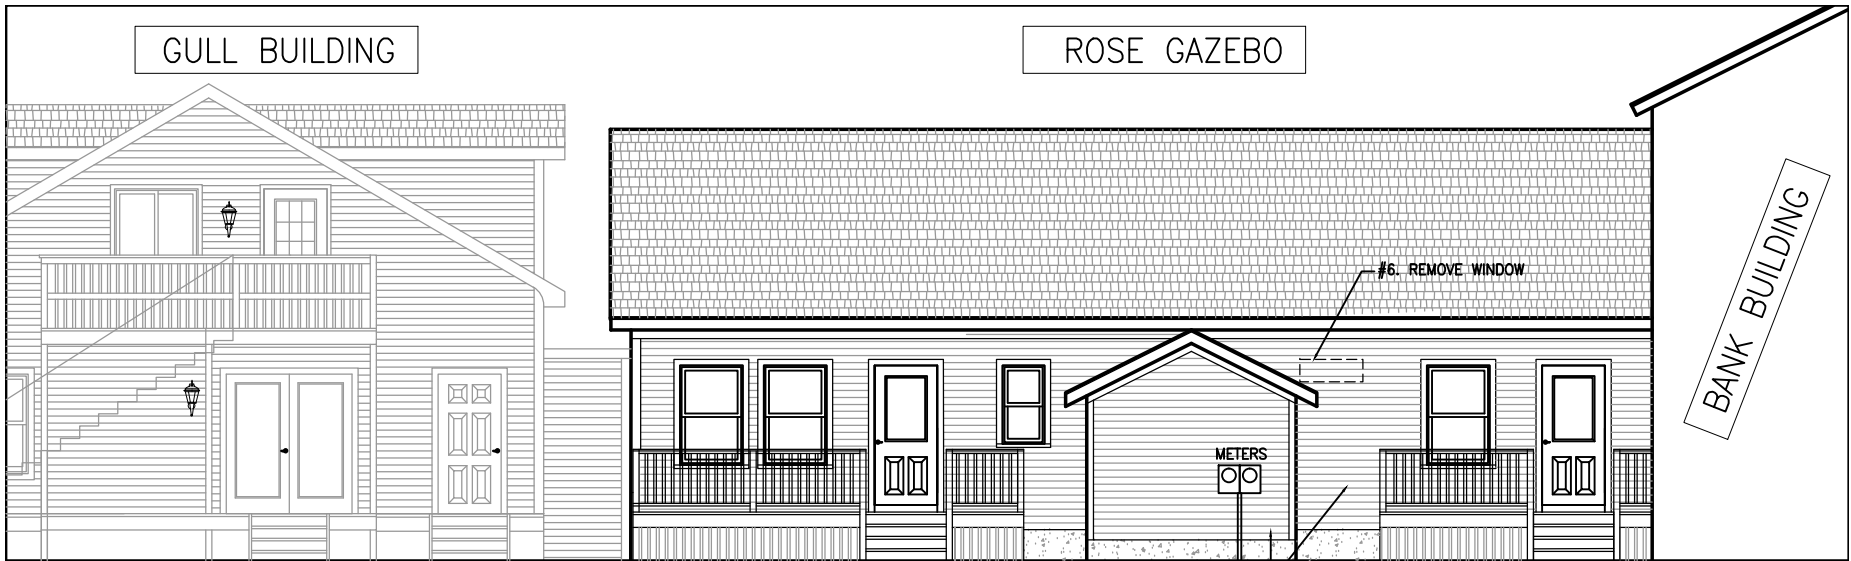 GULL BUILDING
ROSE GAZEBO
#6. REMOVE WINDOW
BANK BUILDING
METERS